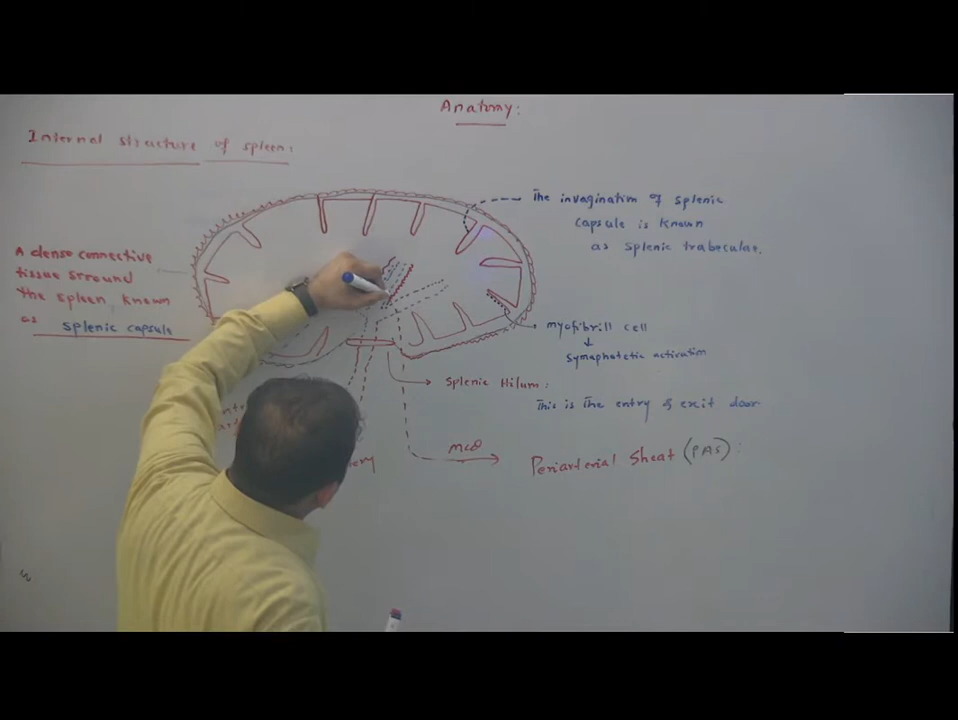 Anatomy:
Internal structure of spleen:
The invagination of splenic
capsule is known
as splenic trabeculae.
A dense connective
tissue srround
the spleen, known
as splenic capsule
myofibrill cell
↓
symaphatetic activation
splenic Hilum:
This is the entry & exit door
Periarterial Sheat (PAS):